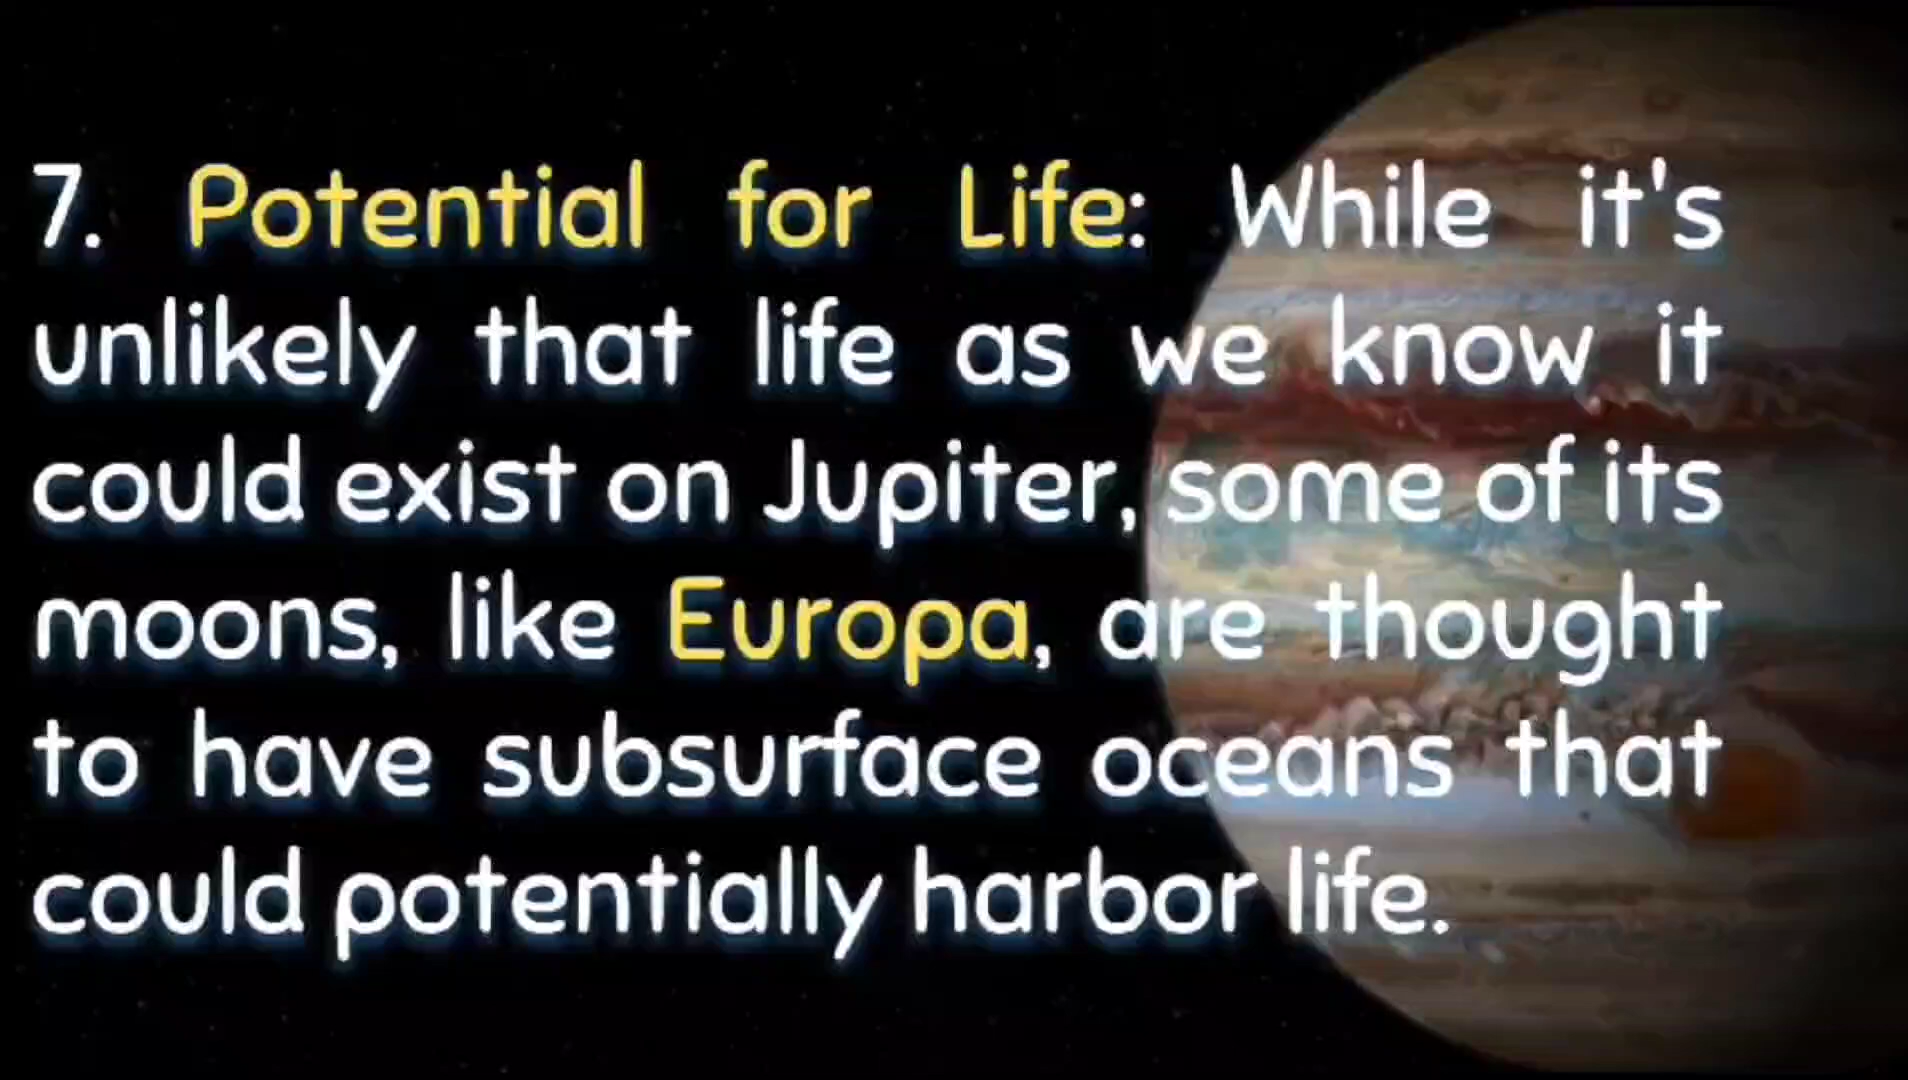 7. Potential for Life: While it's
unlikely that life as we know it
could exist on Jupiter, some of its
moons, like Europa, are thought
to have subsurface oceans that
could potentially harbor life.